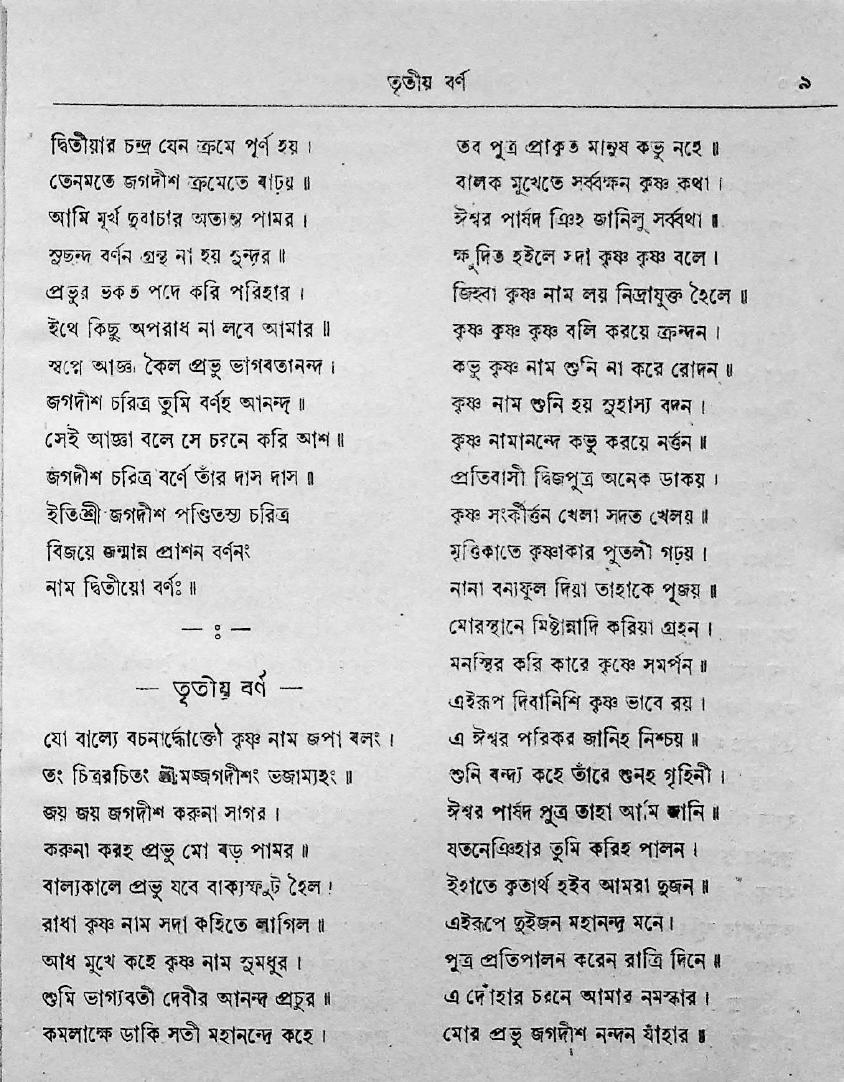 তৃতীয় বর্ণ
৯
দ্বিতীয়ার চন্দ্র যেন ক্রমে পূর্ণ হয় ।
তেনমতে জগদীশ ক্রমেতে বাঢ়য় ॥
আমি মূর্খ দুরাচার অত্যন্ত পামর ।
সুছন্দ বর্ণন গ্রন্থ না হয় সুন্দর ॥
প্রভুর ভকত পদে করি পরিহার ।
ইথে কিছু অপরাধ না লবে আমার ॥
স্বপ্নে আজ্ঞা কৈল প্রভু ভাগবতানন্দ ।
জগদীশ চরিত্র তুমি বর্ণহ আনন্দ ॥
সেই আজ্ঞা বলে সে চরনে করি আশ ॥
জগদীশ চরিত্র বর্ণে তাঁর দাস দাস ॥
ইতিশ্রী জগদীশ পণ্ডিতস্য চরিত্র
বিজয়ে জন্মান্ন প্রাশন বর্ণনং
নাম দ্বিতীয়ো বর্ণঃ ॥
— ঃ —
— তৃতীয় বর্ণ —
যো বাল্যে বচনার্দ্ধোক্তৌ কৃষ্ণ নাম জপা বলং ।
তং চিত্ররচিতং শ্রীমজ্জগদীশং ভজাম্যহং ॥
জয় জয় জগদীশ করুনা সাগর ।
করুনা করহ প্রভু মো বড় পামর ॥
বাল্যকালে প্রভু যবে বাক্যস্ফুট হৈল ।
রাধা কৃষ্ণ নাম সদা কহিতে লাগিল ॥
আধ মুখে কহে কৃষ্ণ নাম সুমধুর ।
শুমি ভাগ্যবতী দেবীর আনন্দ প্রচুর ॥
কমলাক্ষে ডাকি সতী মহানন্দে কহে ।
তব পুত্র প্রাকৃত মানুষ কভু নহে ॥
বালক মুখেতে সর্ব্বক্ষন কৃষ্ণ কথা ।
ঈশ্বর পার্ষদ ঞিহ জানিলু সর্ব্বথা ॥
ক্ষুদিত হইলে সদা কৃষ্ণ কৃষ্ণ বলে ।
জিহ্বা কৃষ্ণ নাম লয় নিদ্রাযুক্ত হৈলে ॥
কৃষ্ণ কৃষ্ণ কৃষ্ণ বলি করয়ে ক্রন্দন ।
কভু কৃষ্ণ নাম শুনি না করে রোদন ॥
কৃষ্ণ নাম শুনি হয় সুহাস্য বদন ।
কৃষ্ণ নামানন্দে কভু করয়ে নর্ত্তন ॥
প্রতিবাসী দ্বিজপুত্র অনেক ডাকয় ।
কৃষ্ণ সংকীর্ত্তন খেলা সদত খেলয় ॥
মৃত্তিকাতে কৃষ্ণাকার পুতলী গঢ়য় ।
নানা বন্যফুল দিয়া তাহাকে পূজয় ॥
মোরস্থানে মিষ্টান্নাদি করিয়া গ্রহন ।
মনস্থির করি কারে কৃষ্ণে সমর্পন ॥
এইরূপ দিবানিশি কৃষ্ণ ভাবে রয় ।
এ ঈশ্বর পরিকর জানিহ নিশ্চয় ॥
শুনি বন্দ্য কহে তাঁরে শুনহ গৃহিনী ।
ঈশ্বর পার্ষদ পুত্র তাহা আমি জানি ॥
যতনেঞিহার তুমি করিহ পালন ।
ইহাতে কৃতার্থ হইব আমরা দুজন ॥
এইরূপে দুইজন মহানন্দ মনে ।
পুত্র প্রতিপালন করেন রাত্রি দিনে ॥
এ দোঁহার চরনে আমার নমস্কার ।
মোর প্রভু জগদীশ নন্দন যাঁহার ॥